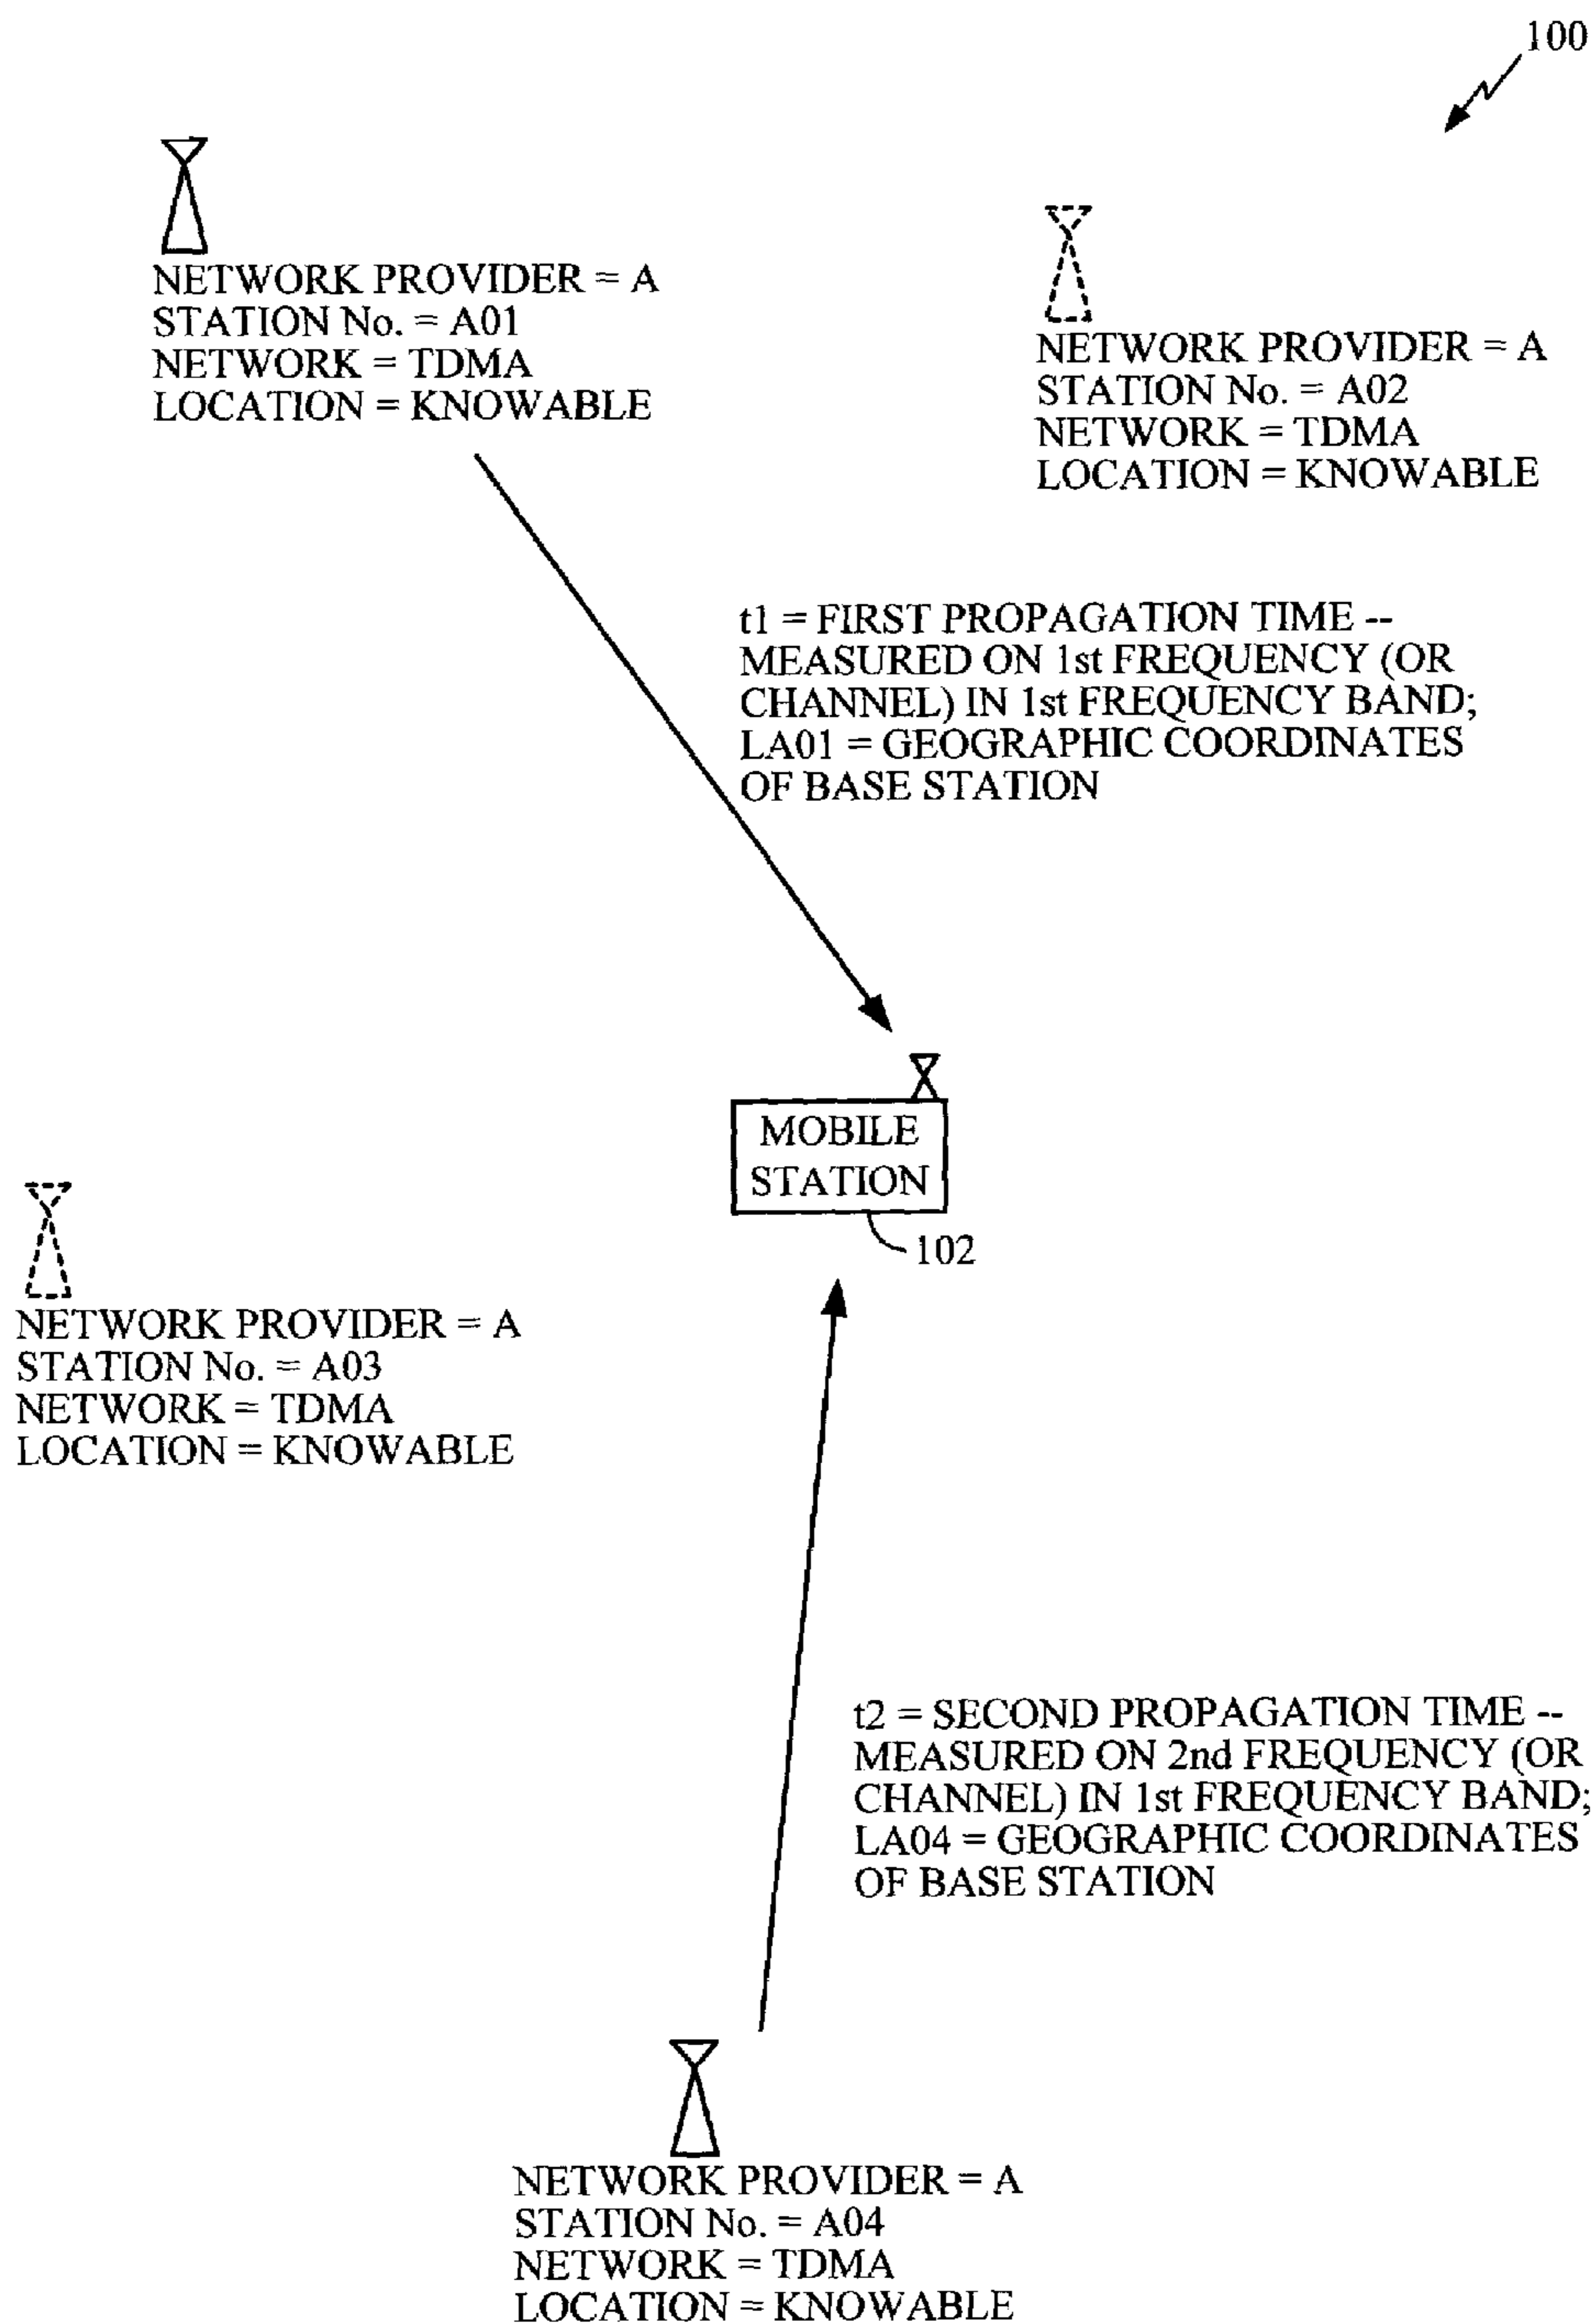 100
NETWORK PROVIDER = A
STATION No. = A01
NETWORK = TDMA
LOCATION = KNOWABLE
NETWORK PROVIDER = A
STATION No. = A02
NETWORK = TDMA
LOCATION = KNOWABLE
t1 = FIRST PROPAGATION TIME --
MEASURED ON 1st FREQUENCY (OR
CHANNEL) IN 1st FREQUENCY BAND;
LA01 = GEOGRAPHIC COORDINATES
OF BASE STATION
MOBILE
STATION
102
NETWORK PROVIDER = A
STATION No. = A03
NETWORK = TDMA
LOCATION = KNOWABLE
t2 = SECOND PROPAGATION TIME --
MEASURED ON 2nd FREQUENCY (OR
CHANNEL) IN 1st FREQUENCY BAND;
LA04 = GEOGRAPHIC COORDINATES
OF BASE STATION
NETWORK PROVIDER = A
STATION No. = A04
NETWORK = TDMA
LOCATION = KNOWABLE